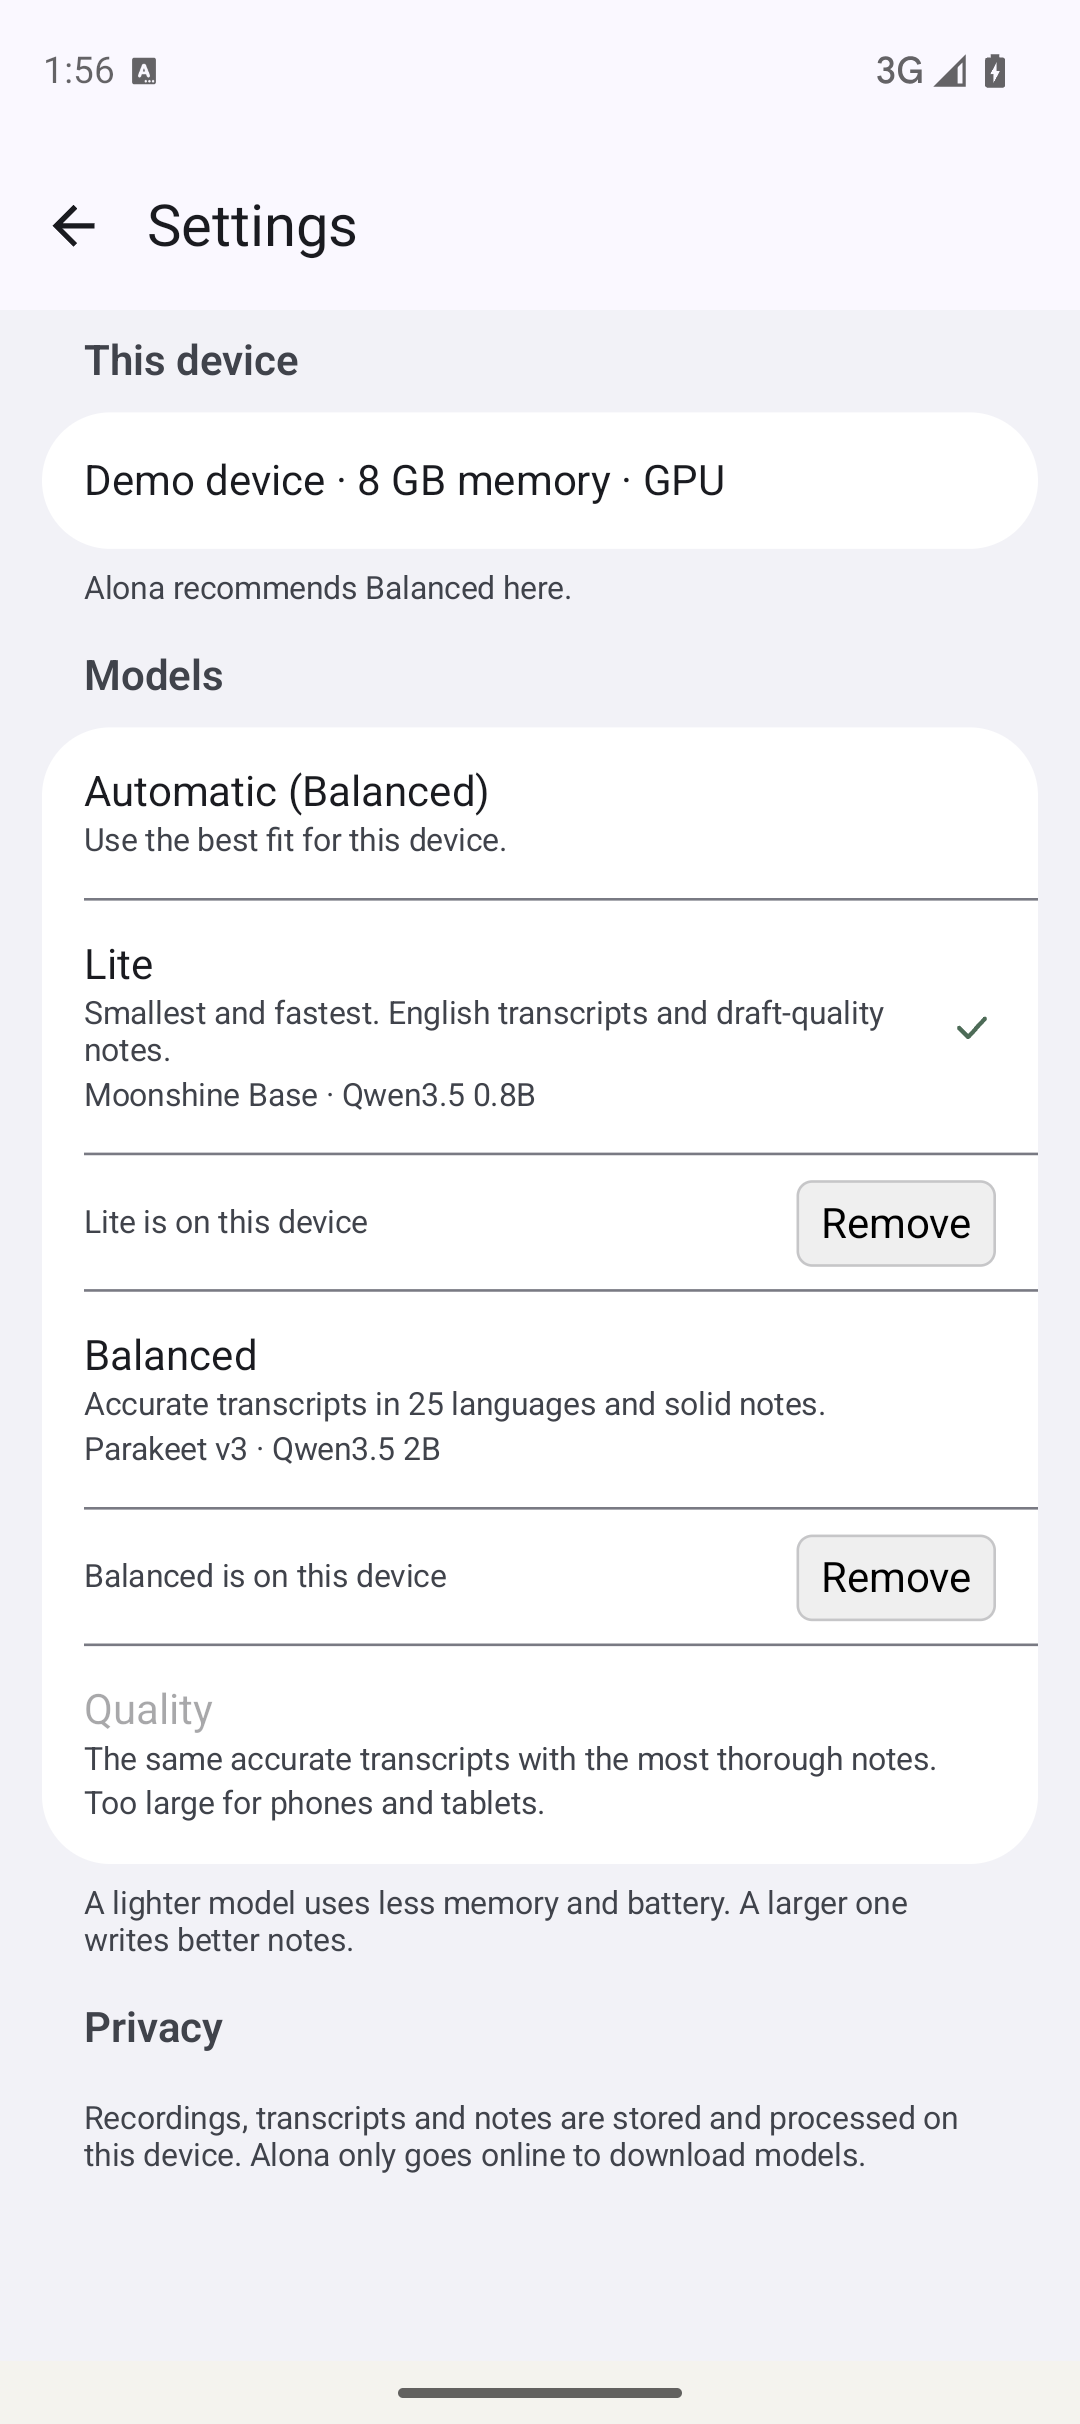 1:56
3G
Settings
This device
Demo device · 8 GB memory · GPU
Alona recommends Balanced here.
Models
Automatic (Balanced)
Use the best fit for this device.
Lite
Smallest and fastest. English transcripts and draft-quality
notes.
Moonshine Base · Qwen3.5 0.8B
Lite is on this device
Remove
Balanced
Accurate transcripts in 25 languages and solid notes.
Parakeet v3 · Qwen3.5 2B
Balanced is on this device
Remove
Quality
The same accurate transcripts with the most thorough notes.
Too large for phones and tablets.
A lighter model uses less memory and battery. A larger one
writes better notes.
Privacy
Recordings, transcripts and notes are stored and processed on
this device. Alona only goes online to download models.